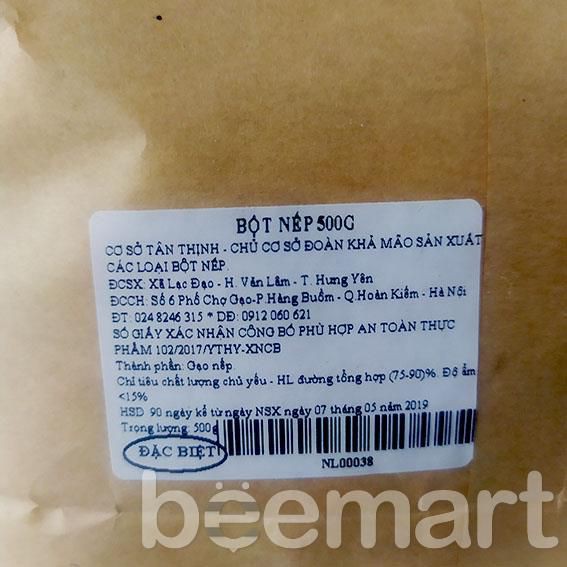 BỘT NẾP 500G
CƠ SỞ TÂN THỊNH - CHỦ CƠ SỞ ĐOÀN KHẢ MÃO SẢN XUẤT
CÁC LOẠI BỘT NẾP.
ĐCSX: Xã Lạc Đạo - H. Văn Lâm - T. Hưng Yên
ĐCCH: Số 6 Phố Chợ Gạo-P.Hàng Buồm - Q.Hoàn Kiếm - Hà Nội
ĐT: 024 8246 315 * DĐ: 0912 060 621
SỐ GIẤY XÁC NHẬN CÔNG BỐ PHÙ HỢP AN TOÀN THỰC
PHẨM 102/2017/YTHY-XNCB
Thành phần: Gạo nếp.
Chỉ tiêu chất lượng chủ yếu - HL đường tổng hợp (75-90)%. Độ ẩm
<15%
HSD 90 ngày kể từ ngày NSX ngày 07 tháng 05 năm 2019
Trọng lượng: 500g
ĐẶC BIỆT
NL00038
beemart